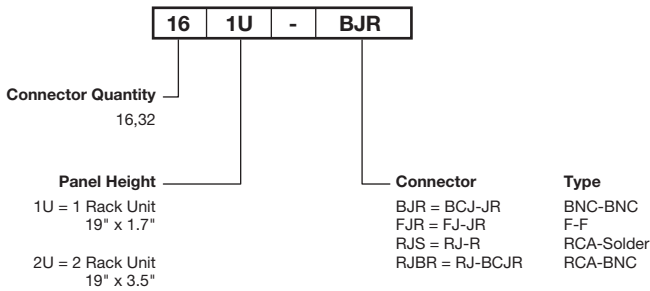 16 1U - BJR
Connector Quantity
16,32
Panel Height
1U = 1 Rack Unit
19" x 1.7"
2U = 2 Rack Unit
19" x 3.5"
Connector Type
BJR = BCJ-JR BNC-BNC
FJR = FJ-JR F-F
RJS = RJ-R RCA-Solder
RJBR = RJ-BCJR RCA-BNC